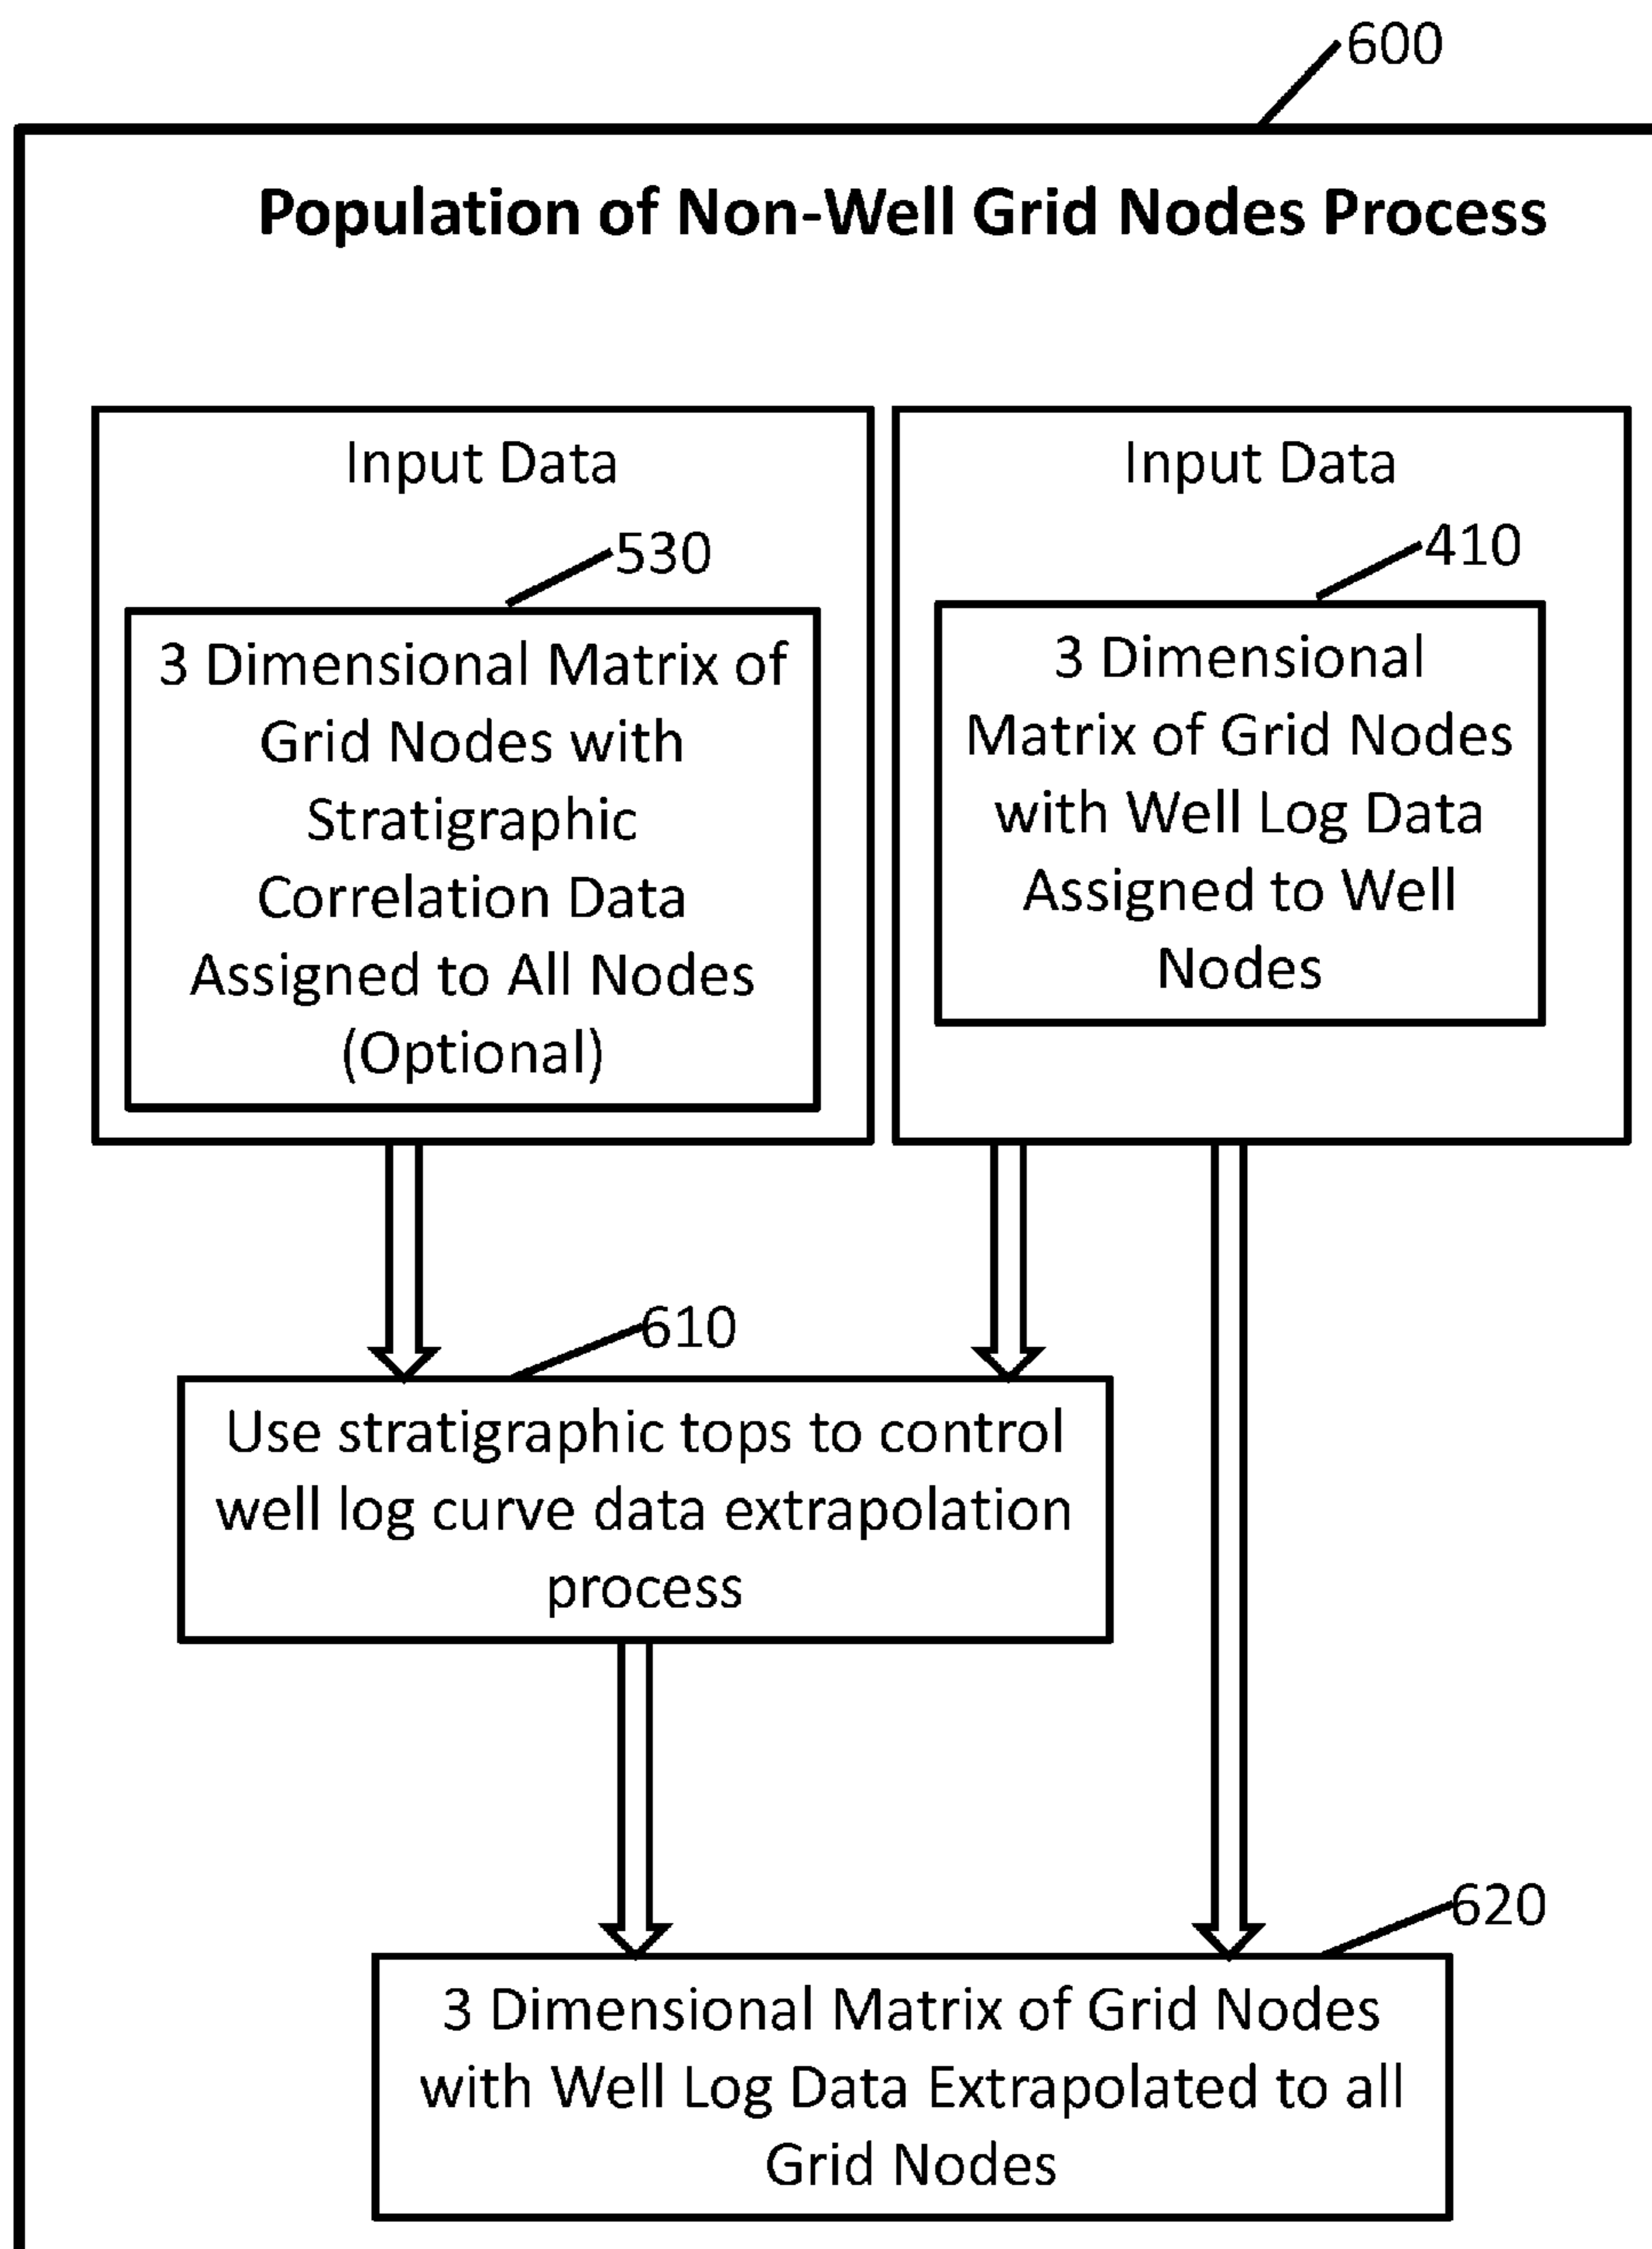 600
Population of Non-Well Grid Nodes Process
Input Data
530
3 Dimensional Matrix of
Grid Nodes with
Stratigraphic
Correlation Data
Assigned to All Nodes
(Optional)
Input Data
410
3 Dimensional
Matrix of Grid Nodes
with Well Log Data
Assigned to Well
Nodes
610
Use stratigraphic tops to control
well log curve data extrapolation
process
620
3 Dimensional Matrix of Grid Nodes
with Well Log Data Extrapolated to all
Grid Nodes